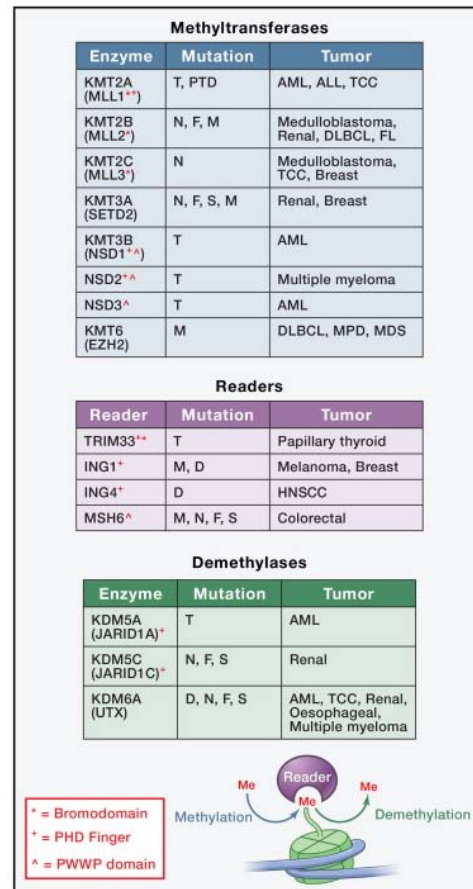 Methyltransferases
Enzyme Mutation Tumor
KMT2A T, PTD AML, ALL, TCC
(MLL1*+)
KMT2B N, F, M Medulloblastoma,
(MLL2*) Renal, DLBCL, FL
KMT2C N Medulloblastoma,
(MLL3*) TCC, Breast
KMT3A N, F, S, M Renal, Breast
(SETD2)
KMT3B T AML
(NSD1+^)
NSD2+^ T Multiple myeloma
NSD3^ T AML
KMT6 M DLBCL, MPD, MDS
(EZH2)
Readers
Reader Mutation Tumor
TRIM33+* T Papillary thyroid
ING1+ M, D Melanoma, Breast
ING4+ D HNSCC
MSH6^ M, N, F, S Colorectal
Demethylases
Enzyme Mutation Tumor
KDM5A T AML
(JARID1A)+
KDM5C N, F, S Renal
(JARID1C)+
KDM6A D, N, F, S AML, TCC, Renal,
(UTX) Oesophageal,
Multiple myeloma
Me Reader Me
Me
Methylation Demethylation
* = Bromodomain
+ = PHD Finger
^ = PWWP domain